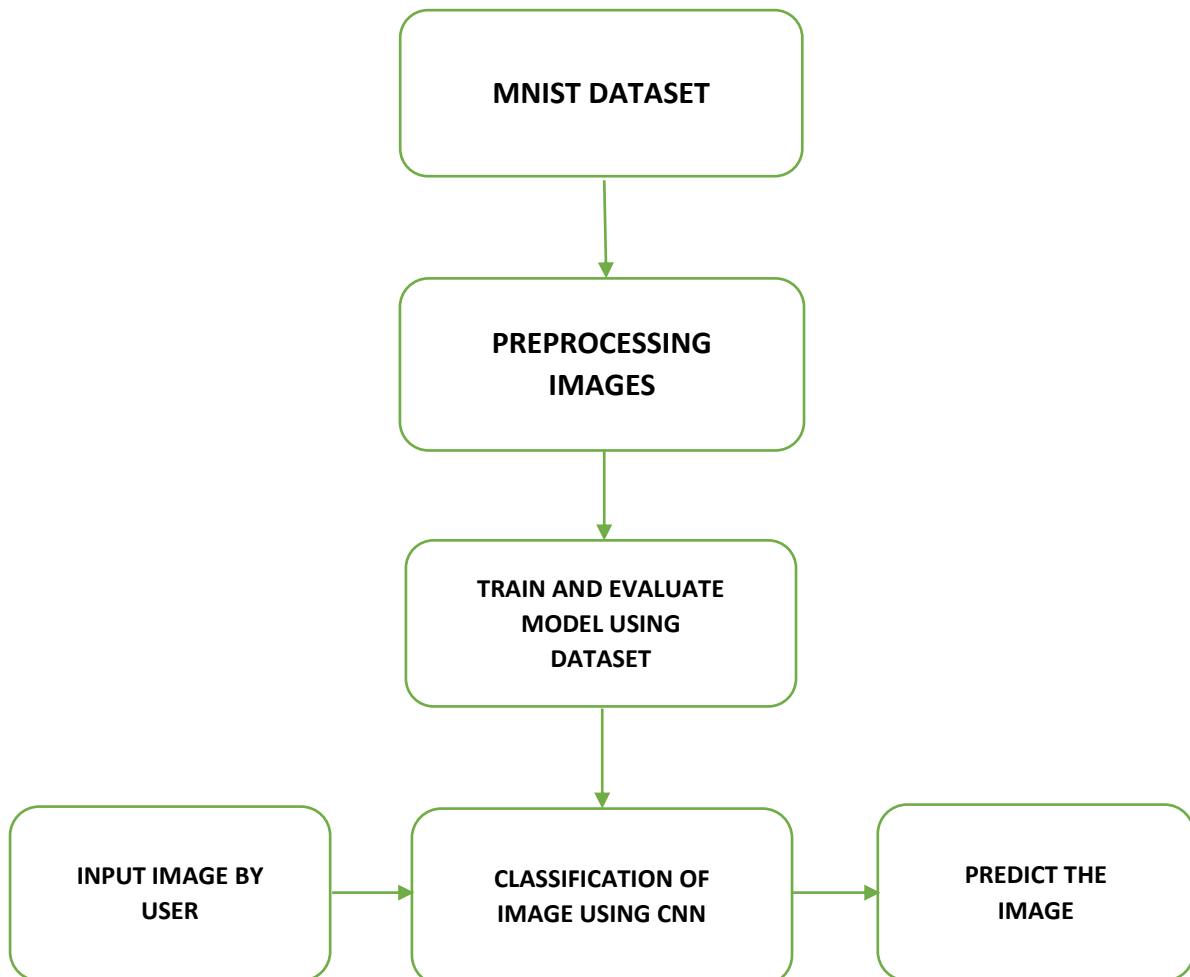 MNIST DATASET
PREPROCESSING
IMAGES
TRAIN AND EVALUATE
MODEL USING
DATASET
INPUT IMAGE BY
USER
CLASSIFICATION OF
IMAGE USING CNN
PREDICT THE
IMAGE